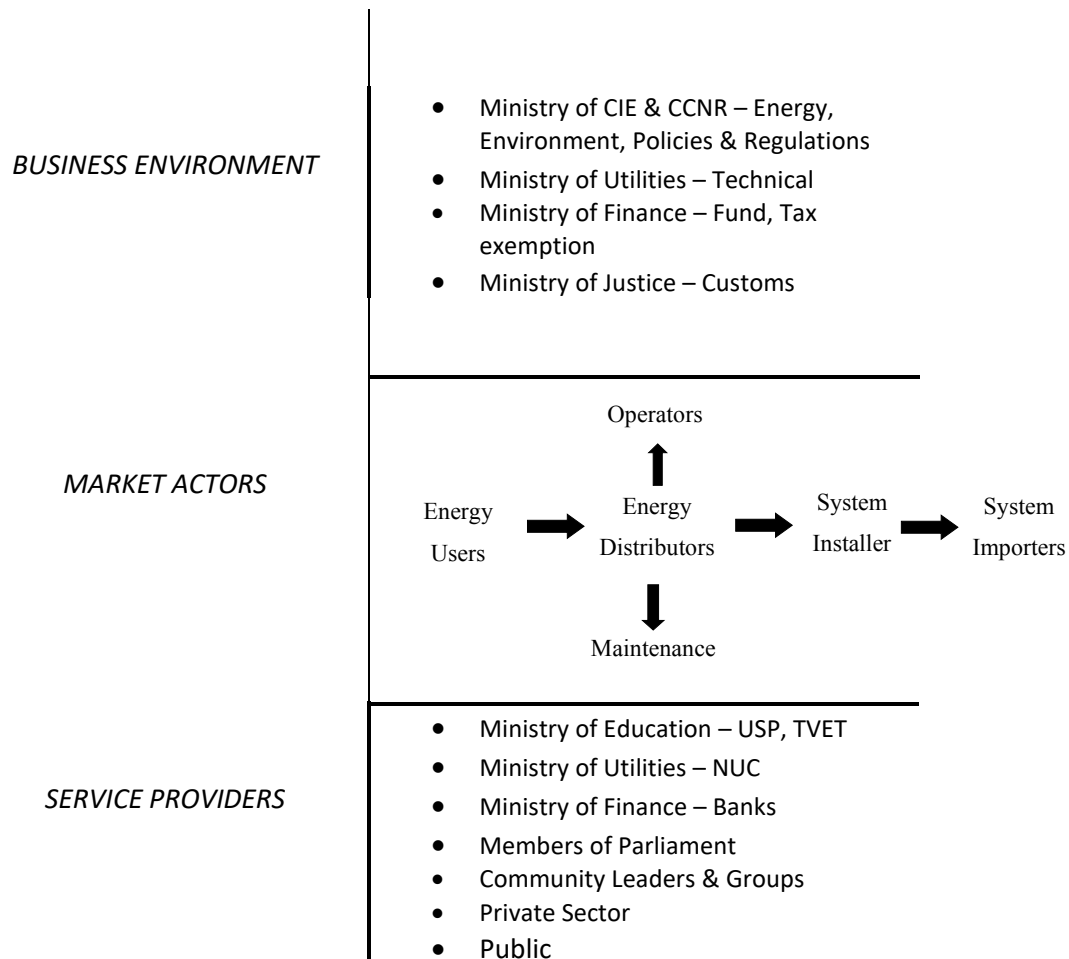 BUSINESS ENVIRONMENT
• Ministry of CIE & CCNR – Energy,
Environment, Policies & Regulations
• Ministry of Utilities – Technical
• Ministry of Finance – Fund, Tax
exemption
• Ministry of Justice – Customs
MARKET ACTORS
Operators
Energy
Users
Energy
Distributors
System
Installer
System
Importers
Maintenance
SERVICE PROVIDERS
• Ministry of Education – USP, TVET
• Ministry of Utilities – NUC
• Ministry of Finance – Banks
• Members of Parliament
• Community Leaders & Groups
• Private Sector
• Public